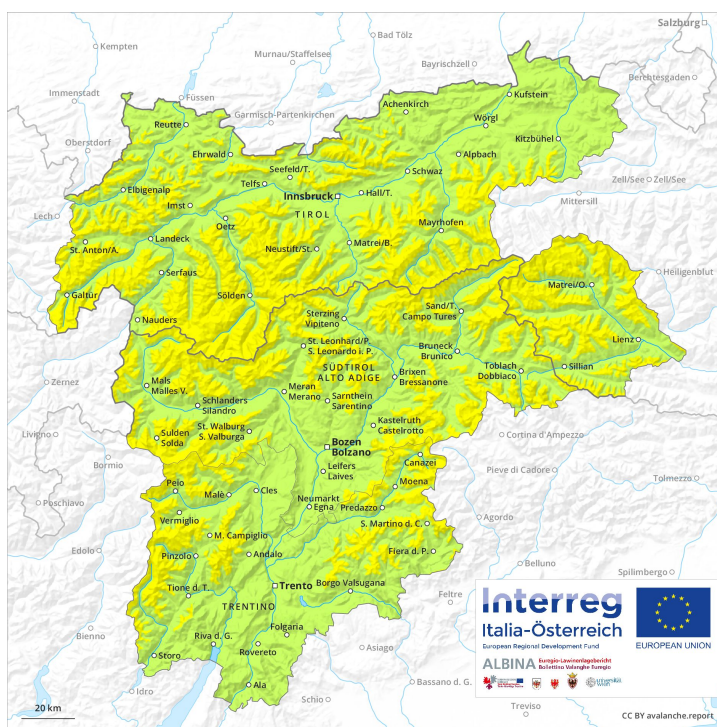 Salzburg
Kempten
Bad Tölz
Murnau/Staffelsee
Bayrischzell
Berchtesgaden
Immenstadt
Füssen
Garmisch-Partenkirchen
Achenkirch
Kufstein
Reutte
Wörgl
Oberstdorf
Ehrwald
Kitzbühel
Alpbach
Seefeld/T.
Schwaz
Zell/See
Zell/See
Elbigenalp
Telfs
Innsbruck
Hall/T.
Mittersill
Lech
Imst
TIROL
Oetz
Mayrhofen
St. Anton/A.
Landeck
Neustift/St.
Matrei/B.
Serfaus
Heiligenblut
Galtür
Sölden
Matrei/O.
Nauders
Sterzing
Vipiteno
Sand/T.
Campo Tures
Lienz
St. Leonhard/P.
S. Leonardo i. P.
Bruneck
Brunico
Toblach
Dobbiaco
Sillian
Zernez
Mals
Malles V.
SÜDTIROL
ALTO ADIGE
Brixen
Bressanone
Meran
Merano
Schlanders
Silandro
Sarnthein
Sarentino
St. Walburg
S. Valburga
Kastelruth
Castelrotto
Livigno
Sulden
Solda
Bozen
Bolzano
Cortina d Ampezzo
Bormio
Canazei
Leifers
Laives
Pieve di Cadore
Tolmezzo
Peio
Moena
Poschiavo
Malè
Cles
Neumarkt
Egna
Predazzo
Vermiglio
S. Martino d. C.
Agordo
M. Campiglio
Edolo
Pinzolo
Andalo
Fiera d. P.
Belluno
Spilimbergo
Tione d. T.
Trento
Borgo Valsugana
Feltre
TRENTINO
Folgaria
Bienno
Riva d. G.
Rovereto
Asiago
Storo
Bassano d. G.
Idro
Ala
Schio
Treviso
20 km
Interreg
Italia-Österreich
European Regional Development Fund
EUROPEAN UNION
ALBINA
Euregio-Lawinenlagebericht
Bollettino Valanghe Euregio
CC BY avalanche.report